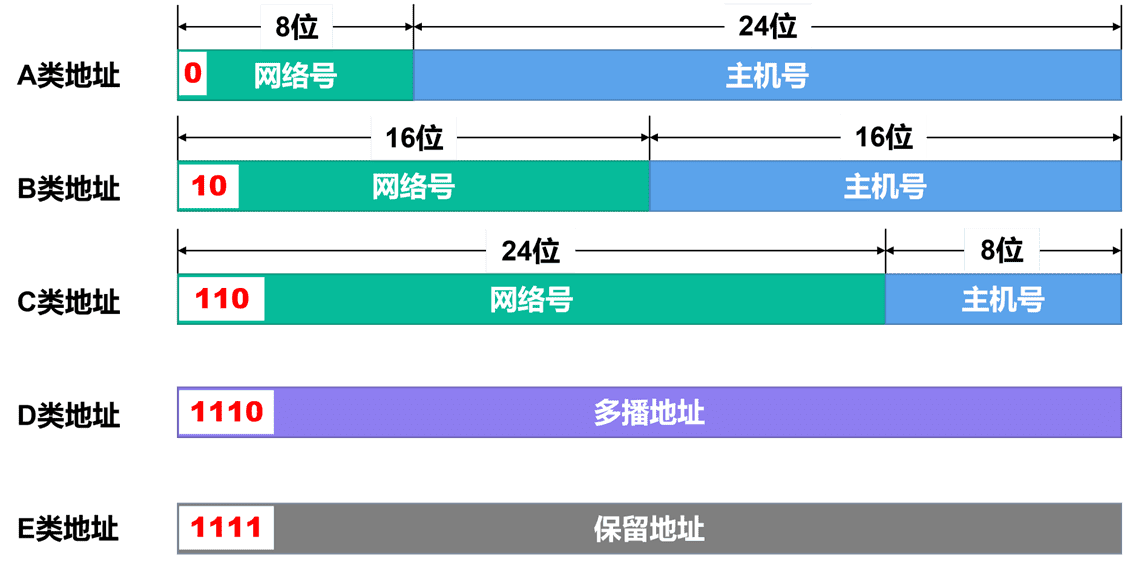 8位 24位
A类地址 0 网络号 主机号
16位 16位
B类地址 10 网络号 主机号
24位 8位
C类地址 110 网络号 主机号
D类地址 1110 多播地址
E类地址 1111 保留地址